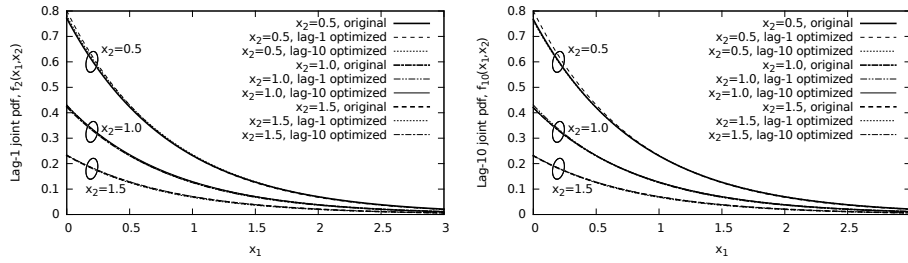 Lag-1 joint pdf, f2(x1,x2)
0.8
0.7
0.6
0.5
0.4
0.3
0.2
0.1
0
0
0.5
1
1.5
2
2.5
3
x1
x2=0.5
x2=1.0
x2=1.5
x2=0.5, original
x2=0.5, lag-1 optimized
x2=0.5, lag-10 optimized
x2=1.0, original
x2=1.0, lag-1 optimized
x2=1.0, lag-10 optimized
x2=1.5, original
x2=1.5, lag-1 optimized
x2=1.5, lag-10 optimized
Lag-10 joint pdf, f10(x1,x2)
0.8
0.7
0.6
0.5
0.4
0.3
0.2
0.1
0
0
0.5
1
1.5
2
2.5
x1
x2=0.5
x2=1.0
x2=1.5
x2=0.5, original
x2=0.5, lag-1 optimized
x2=0.5, lag-10 optimized
x2=1.0, original
x2=1.0, lag-1 optimized
x2=1.0, lag-10 optimized
x2=1.5, original
x2=1.5, lag-1 optimized
x2=1.5, lag-10 optimized